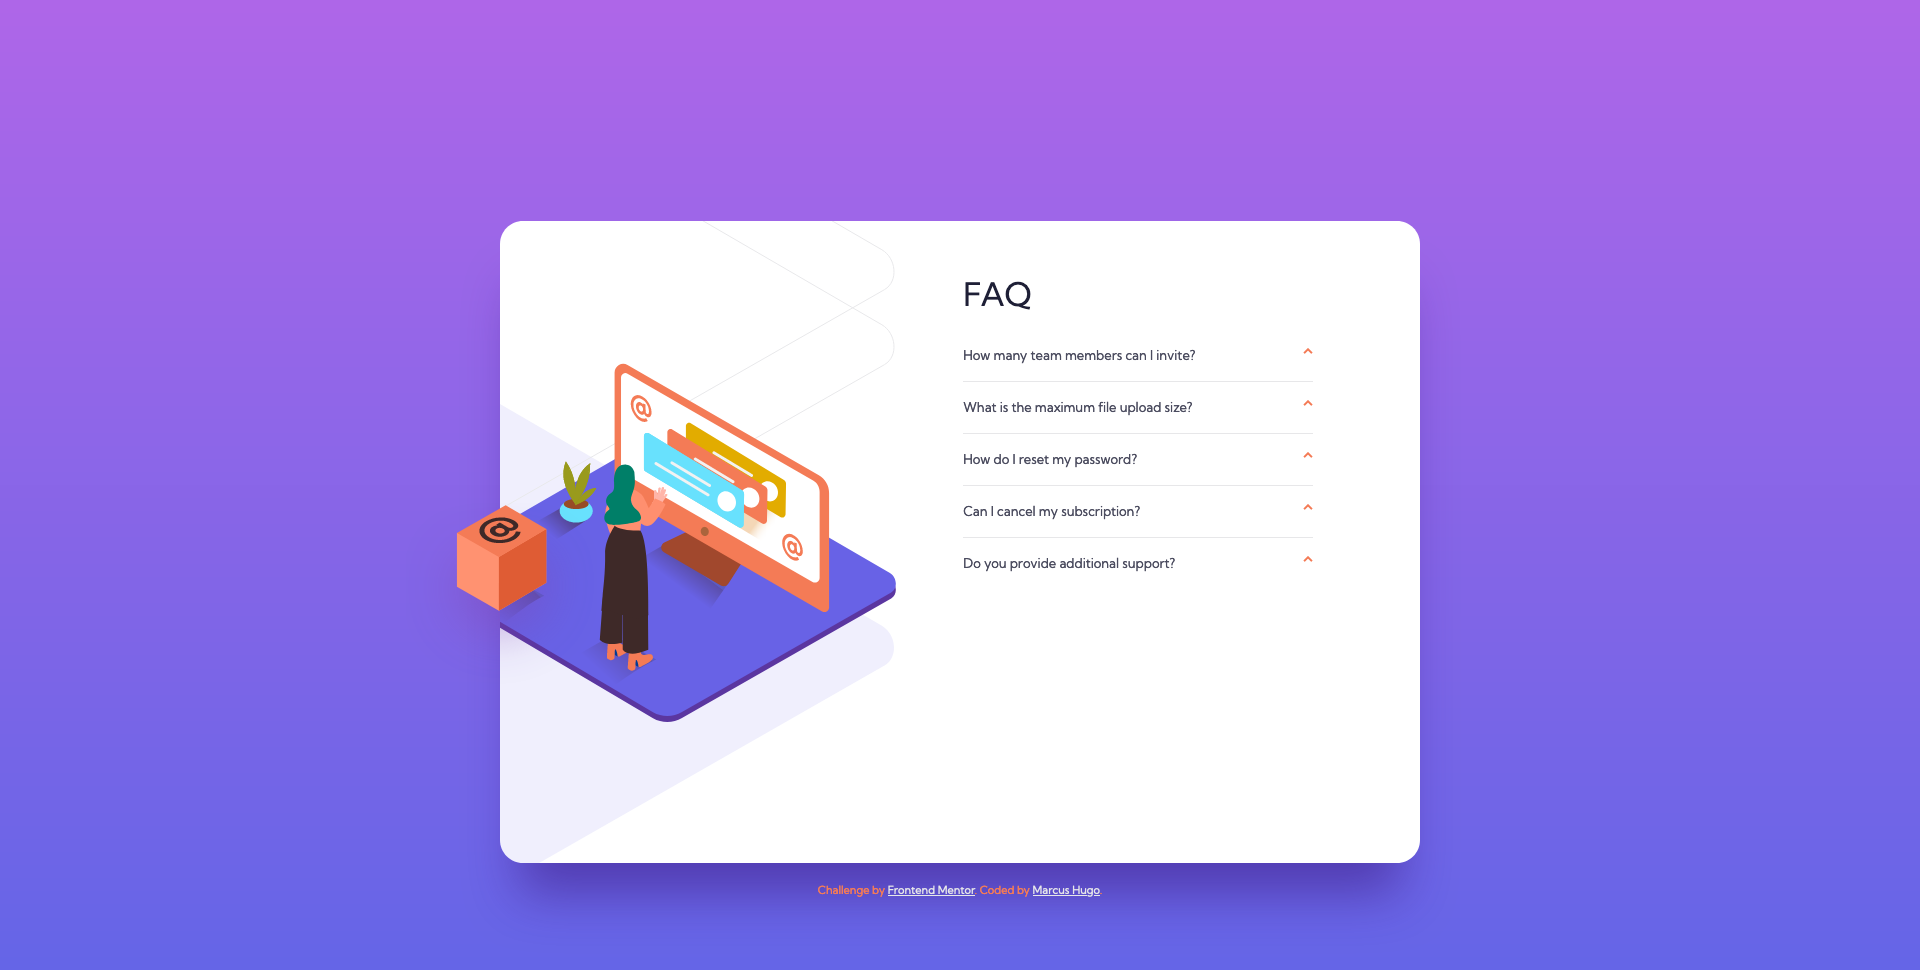 FAQ
How many team members can I invite?
What is the maximum file upload size?
How do I reset my password?
Can I cancel my subscription?
Do you provide additional support?
@
@
@
Challenge by Frontend Mentor. Coded by Marcus Hugo.